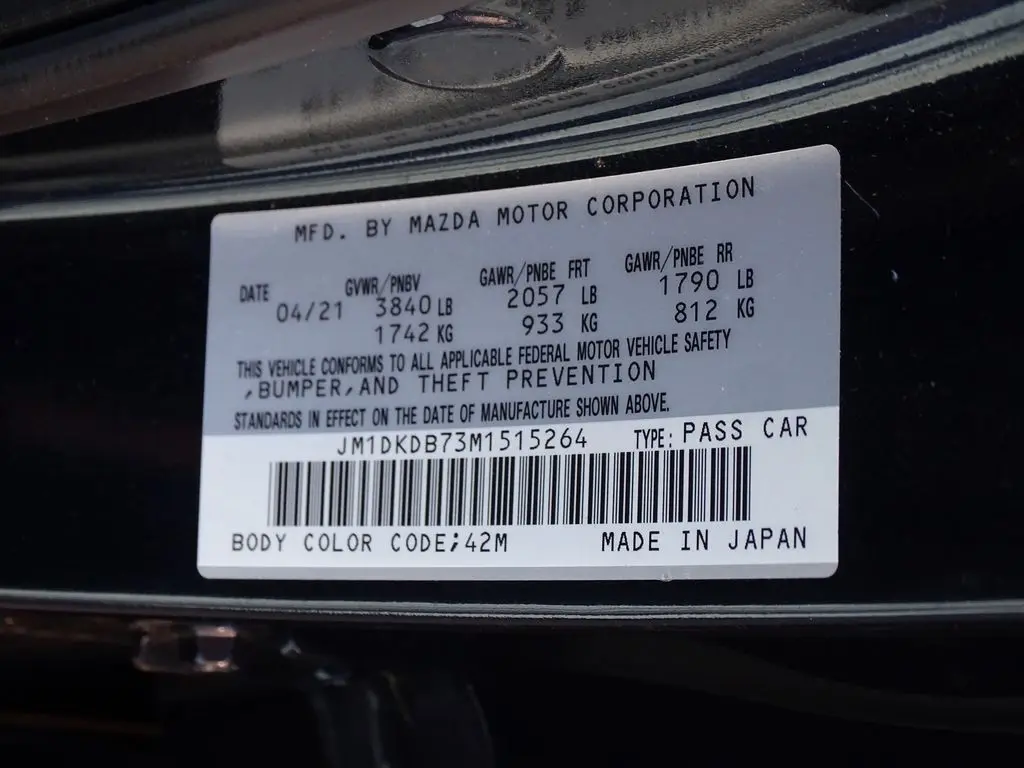 MFD. BY MAZDA MOTOR CORPORATION
DATE GVWR/PNBV GAWR/PNBE FRT GAWR/PNBE RR
04/21 3840 LB 2057 LB 1790 LB
1742 KG 933 KG 812 KG
THIS VEHICLE CONFORMS TO ALL APPLICABLE FEDERAL MOTOR VEHICLE SAFETY
,BUMPER,AND THEFT PREVENTION
STANDARDS IN EFFECT ON THE DATE OF MANUFACTURE SHOWN ABOVE.
JM1DKDB73M1515264 TYPE: PASS CAR
BODY COLOR CODE;42M MADE IN JAPAN